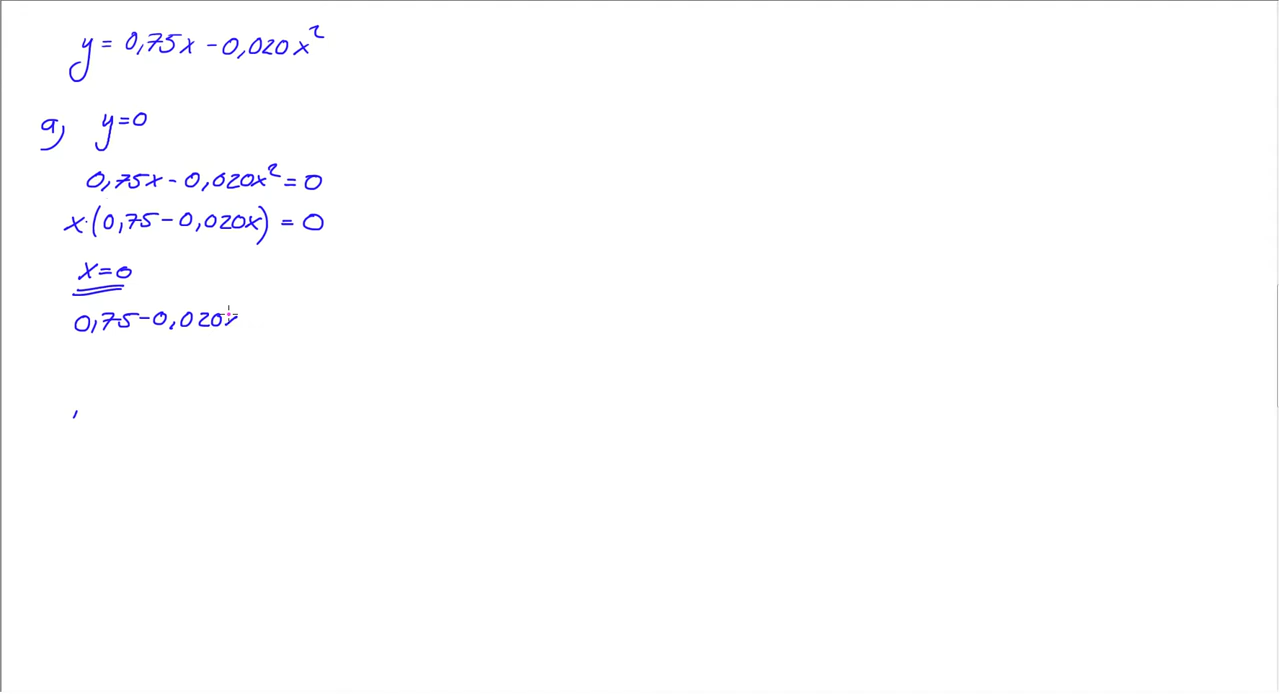 y = 0,75x - 0,020x²
a) y=0
0,75x - 0,020x² = 0
x·(0,75 - 0,020x) = 0
x=0
0,75-0,020x